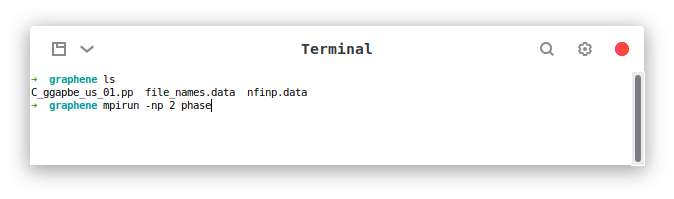 Terminal
→ graphene ls
C_ggapbe_us_01.pp file_names.data nfinp.data
→ graphene mpirun -np 2 phase